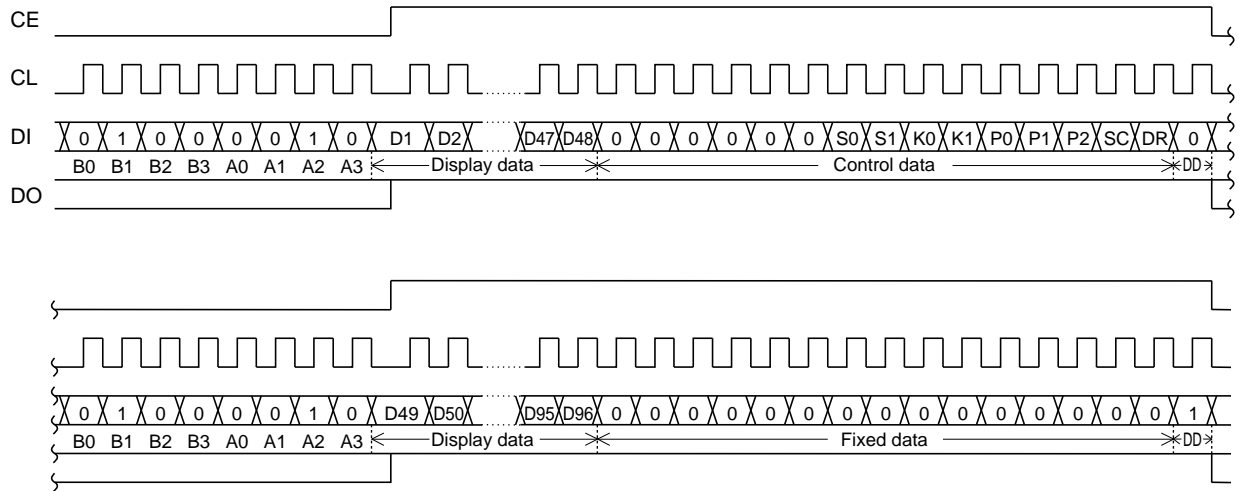 CE
CL
DI 0 1 0 0 0 0 1 0 D1 D2 D47 D48 0 0 0 0 0 0 S0 S1 K0 K1 P0 P1 P2 SC DR 0
B0 B1 B2 B3 A0 A1 A2 A3 Display data Control data DD
DO
0 1 0 0 0 0 1 0 D49 D50 D95 D96 0 0 0 0 0 0 0 0 0 0 0 0 0 0 0 1
B0 B1 B2 B3 A0 A1 A2 A3 Display data Fixed data DD